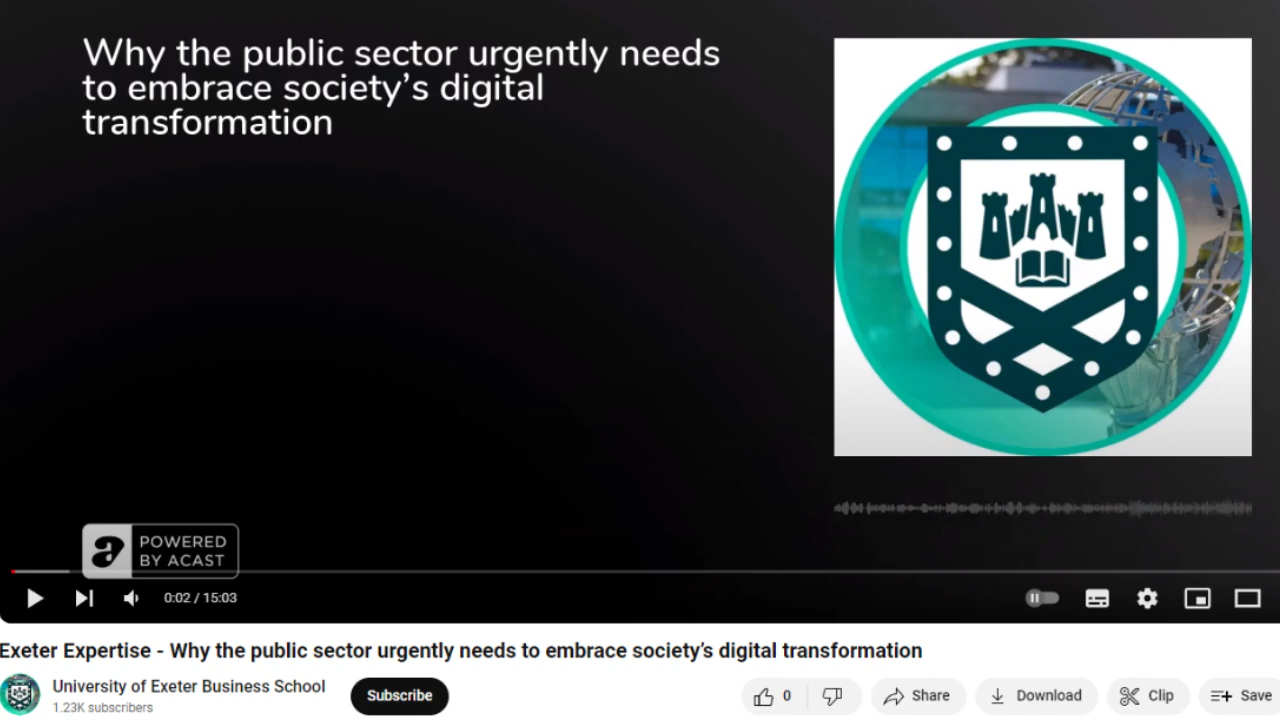 Why the public sector urgently needs
to embrace society’s digital
transformation
POWERED
BY ACAST
0:02 / 15:03
Exeter Expertise - Why the public sector urgently needs to embrace society’s digital transformation
University of Exeter Business School
1.23K subscribers
Subscribe
0
Share
Download
Clip
Save